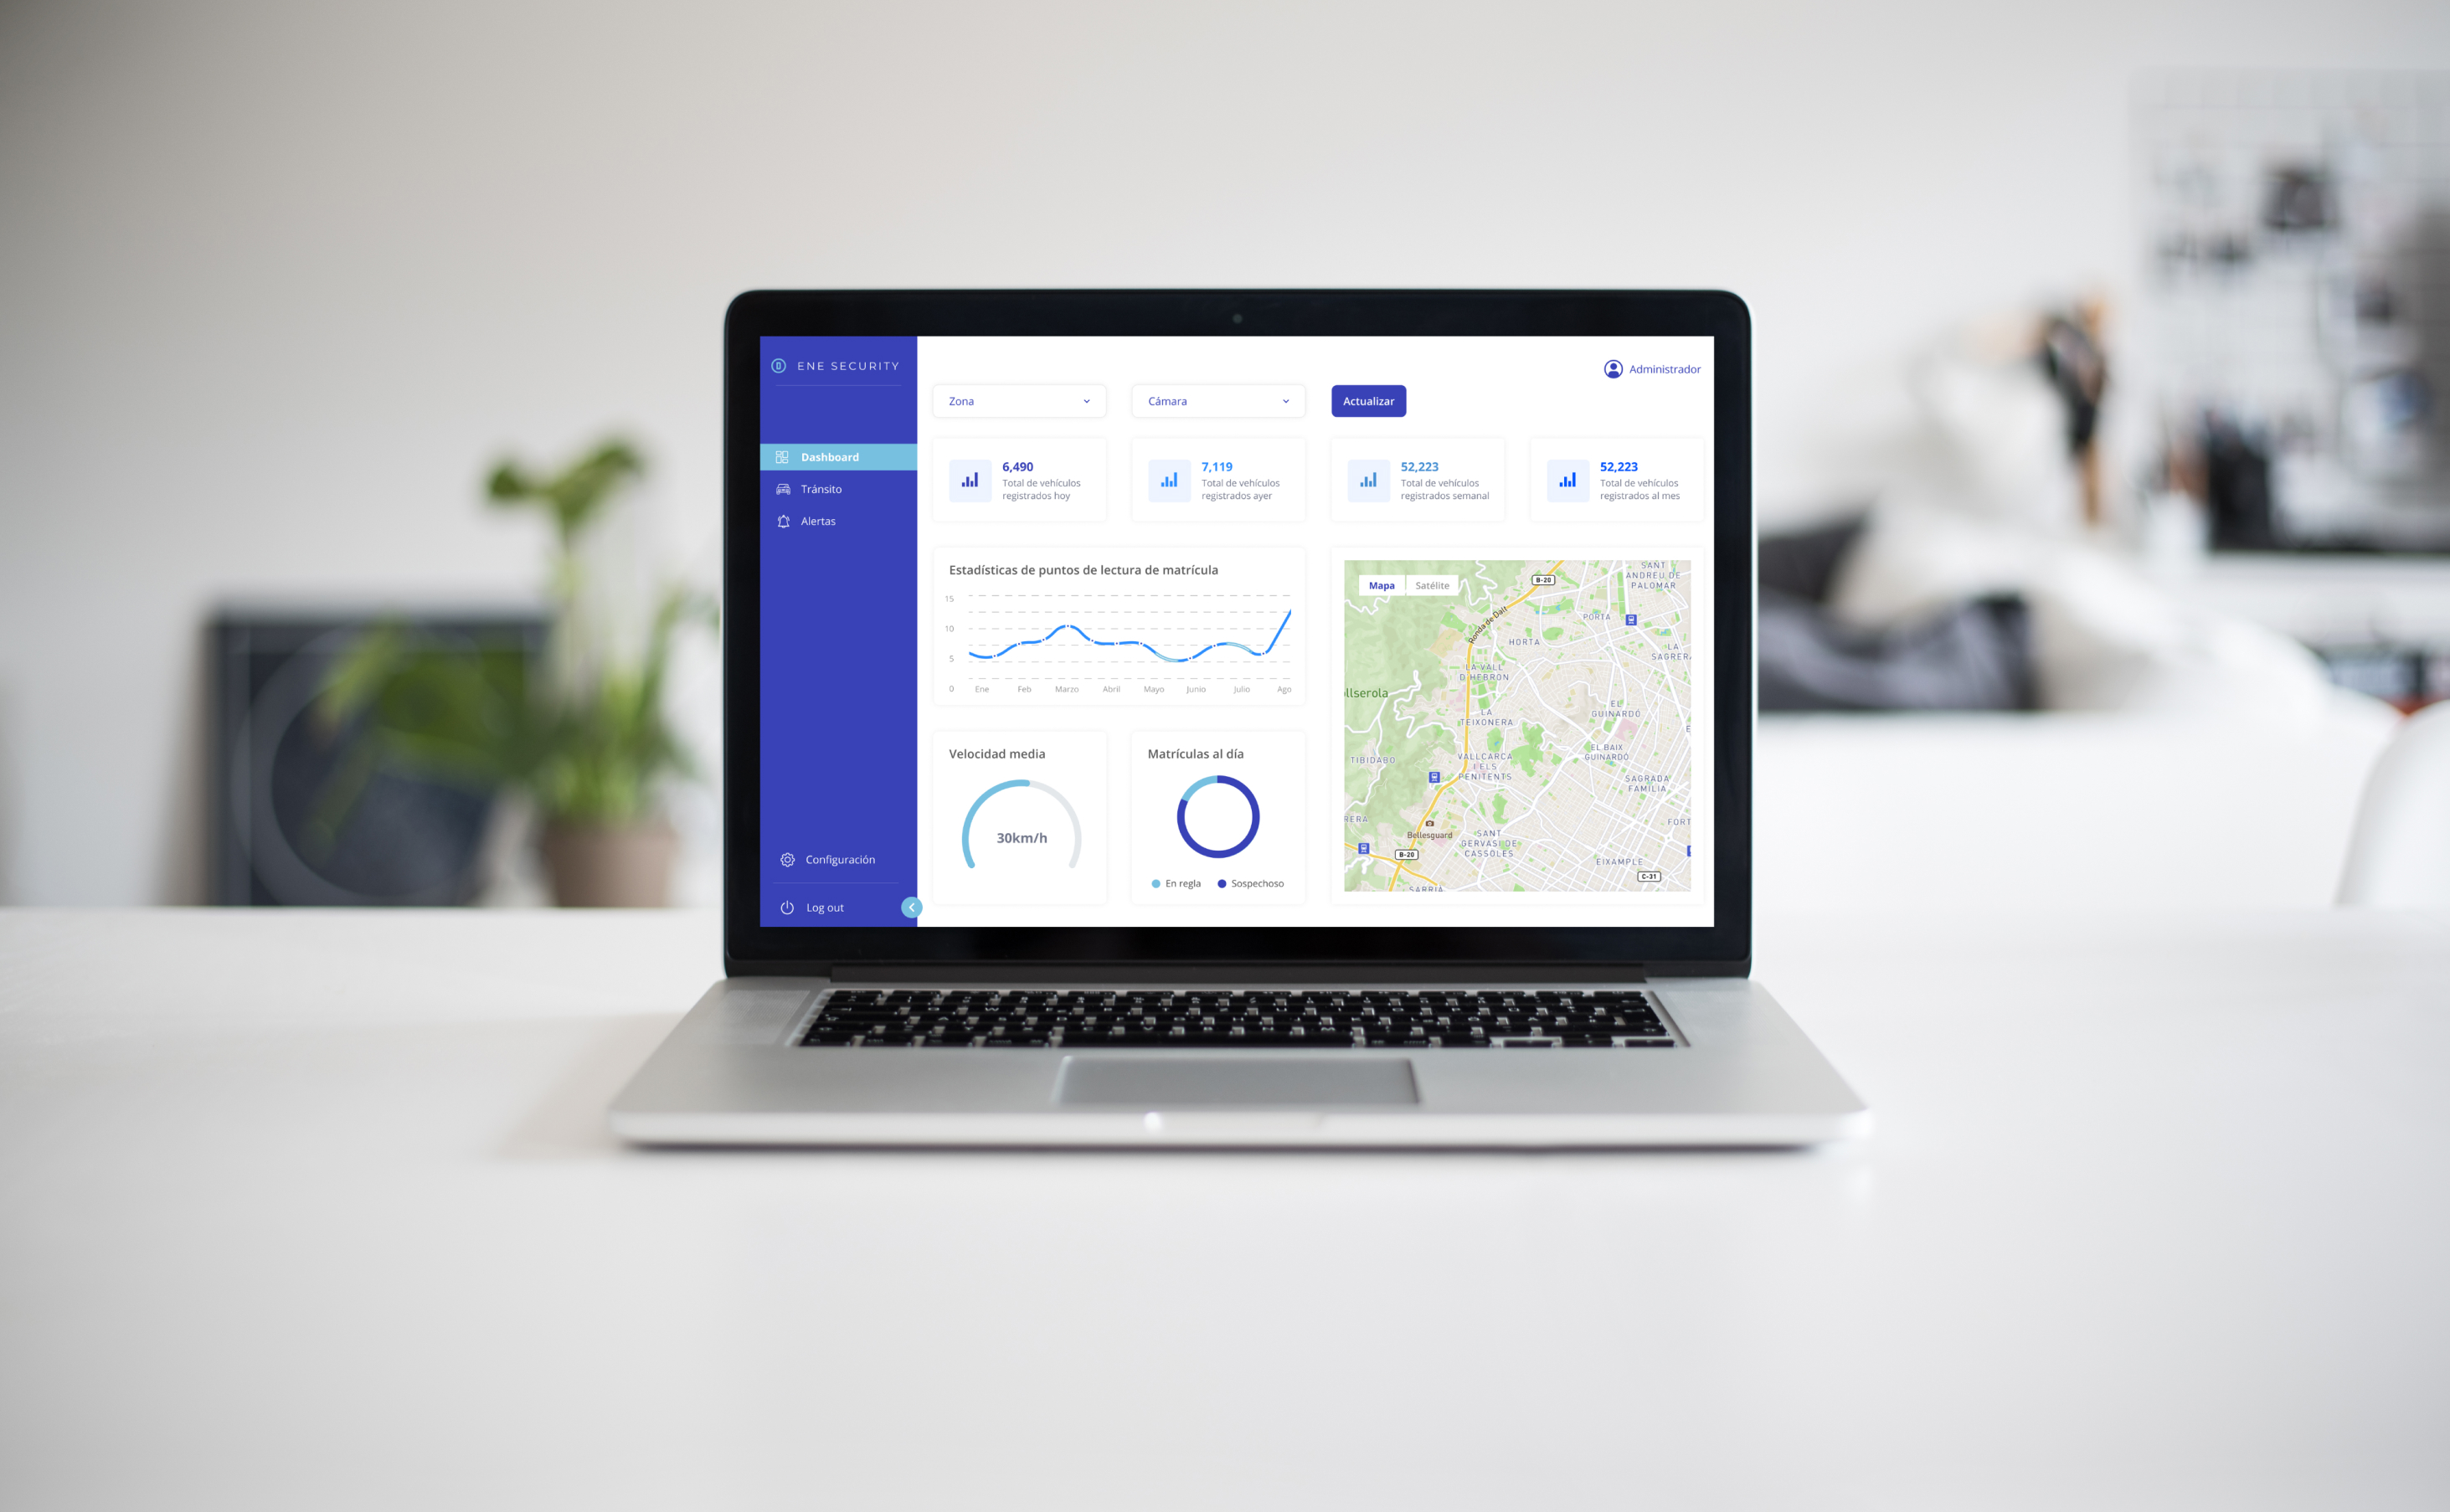 ENE SECURITY
Administrador
Zona
Cámara
Actualizar
Dashboard
Tránsito
Alertas
Configuración
Log out
6,490
Total de vehículos
registrados hoy
7,119
Total de vehículos
registrados ayer
52,223
Total de vehículos
registrados semanal
52,223
Total de vehículos
registrados al mes
Estadísticas de puntos de lectura de matrícula
15
10
5
0
Ene Feb Marzo Abril Mayo Junio Julio Ago
Velocidad media
30km/h
Matrículas al día
En regla Sospechoso
Mapa Satélite
B-20
SANT
ANDREU DE
PALOMAR
Ronda de Dalt
PORTA
HORTA
LA
SAGRER
LA VALL
D'HEBRON
llserola
EL
GUINARDÓ
LA
TEIXONERA
EL BAIX
GUINARDÓ
TIBIDABO
VALLCARCA
I ELS
PENITENTS
SAGRADA
FAMÍLIA
RERA
FORT
Bellesguard
SANT
GERVASI DE
CASSOLES
B-20
EIXAMPLE
C-31
SARRIÀ